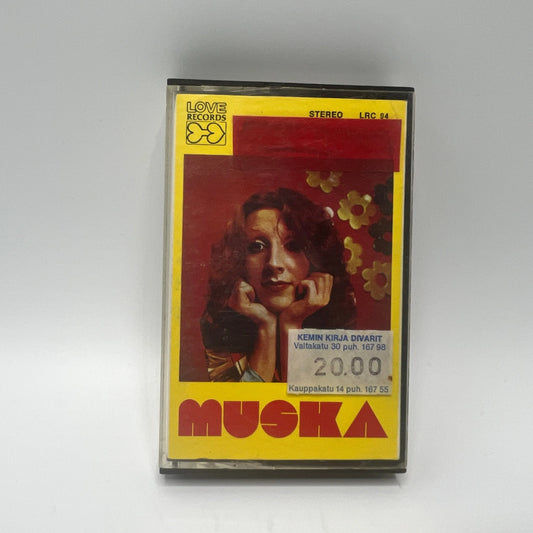 LOVE
RECORDS
STEREO LRC 94
KEMIN KIRJA DIVARIT
Valtakatu 30 puh. 167 98
20.00
Kauppakatu 14 puh. 167 55
MUSKA